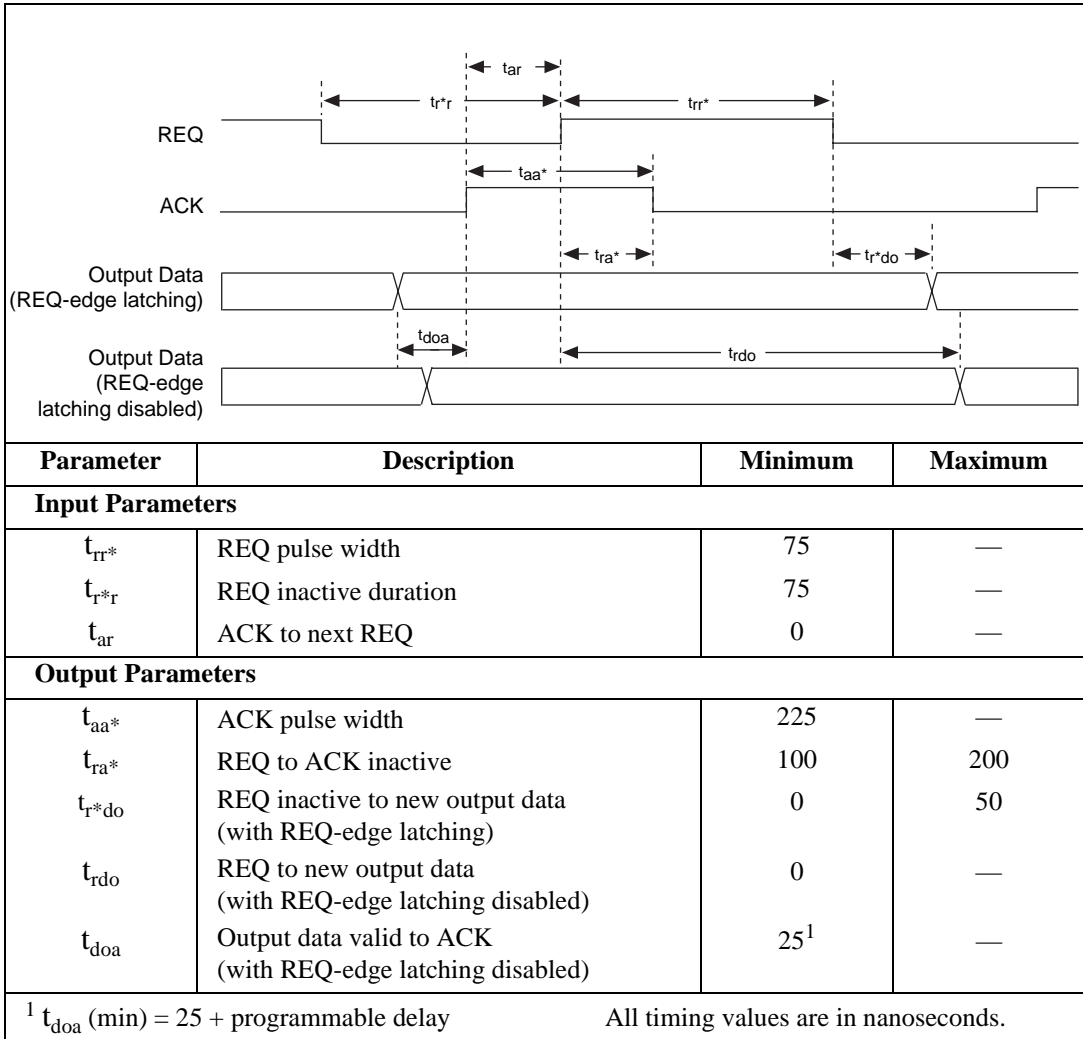 tar
tr*r
trr*
REQ
taa*
ACK
tra*
tr*do
Output Data
(REQ-edge latching)
tdoa
trdo
Output Data
(REQ-edge
latching disabled)
Parameter Description Minimum Maximum
Input Parameters
trr* REQ pulse width 75 —
tr*r REQ inactive duration 75 —
tar ACK to next REQ 0 —
Output Parameters
taa* ACK pulse width 225 —
tra* REQ to ACK inactive 100 200
tr*do REQ inactive to new output data 0 50
(with REQ-edge latching)
trdo REQ to new output data 0 —
(with REQ-edge latching disabled)
tdoa Output data valid to ACK 25¹ —
(with REQ-edge latching disabled)
¹ tdoa (min) = 25 + programmable delay All timing values are in nanoseconds.